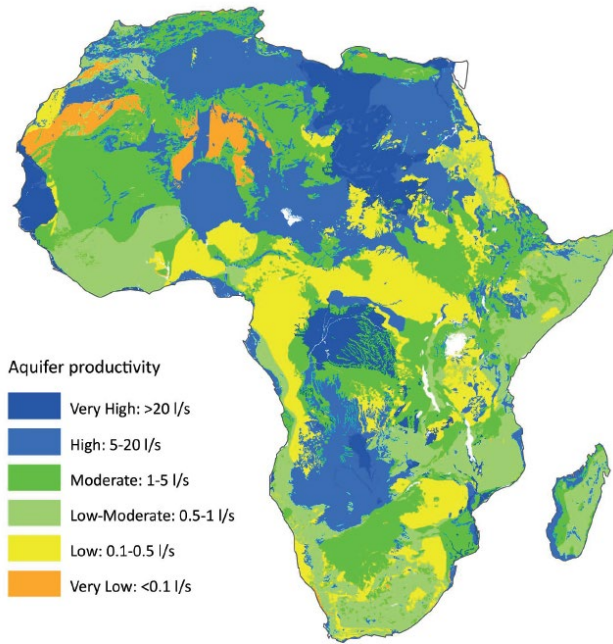 Aquifer productivity
Very High: >20 l/s
High: 5-20 l/s
Moderate: 1-5 l/s
Low-Moderate: 0.5-1 l/s
Low: 0.1-0.5 l/s
Very Low: <0.1 l/s